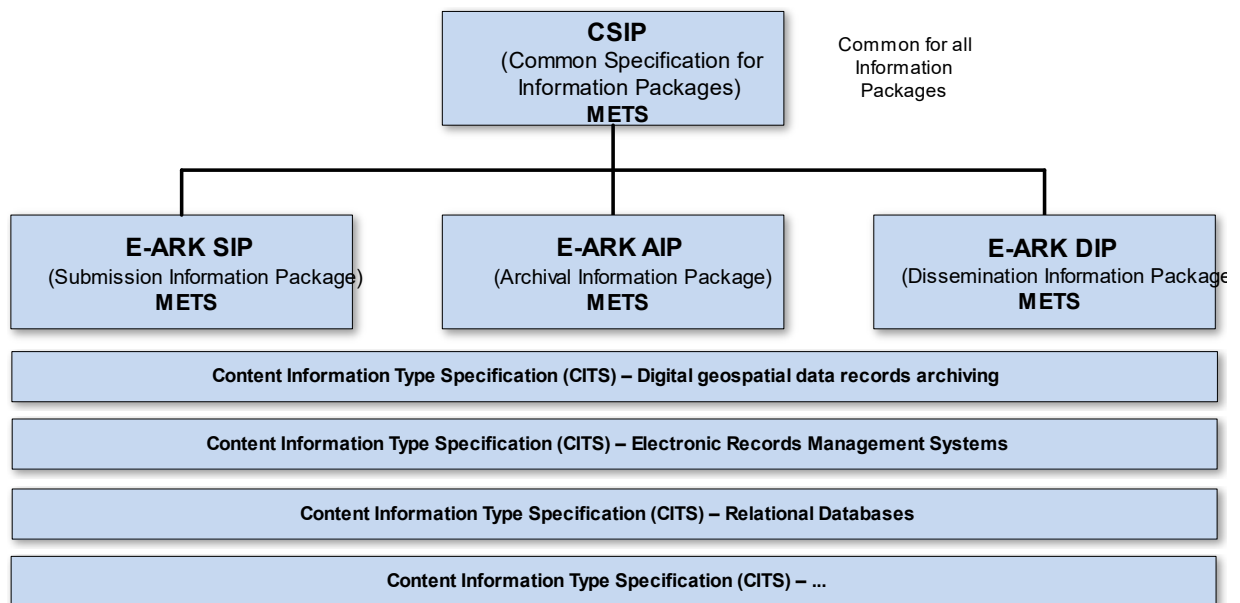 CSIP
(Common Specification for
Information Packages)
METS
Common for all
Information
Packages
E-ARK SIP
(Submission Information Package)
METS
E-ARK AIP
(Archival Information Package)
METS
E-ARK DIP
(Dissemination Information Package
METS
Content Information Type Specification (CITS) – Digital geospatial data records archiving
Content Information Type Specification (CITS) – Electronic Records Management Systems
Content Information Type Specification (CITS) – Relational Databases
Content Information Type Specification (CITS) – ...